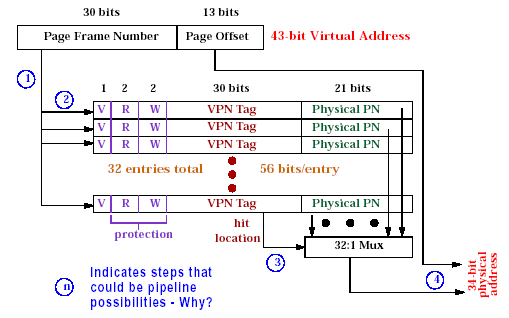 30 bits 13 bits
Page Frame Number Page Offset 43-bit Virtual Address
1
1 2 2 30 bits 21 bits
2
V R W VPN Tag Physical PN
V R W VPN Tag Physical PN
V R W VPN Tag Physical PN
32 entries total 56 bits/entry
V R W VPN Tag Physical PN
protection
hit
location
32:1 Mux
3
4
34-bit
physical
address
n
Indicates steps that
could be pipeline
possibilities - Why?